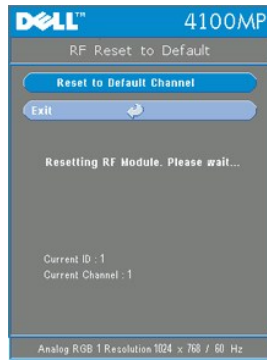 DELL™ 4100MP
RF Reset to Default
Reset to Default Channel
Exit
Resetting RF Module. Please wait...
Current ID : 1
Current Channel : 1
Analog RGB 1 Resolution 1024 x 768 / 60 Hz